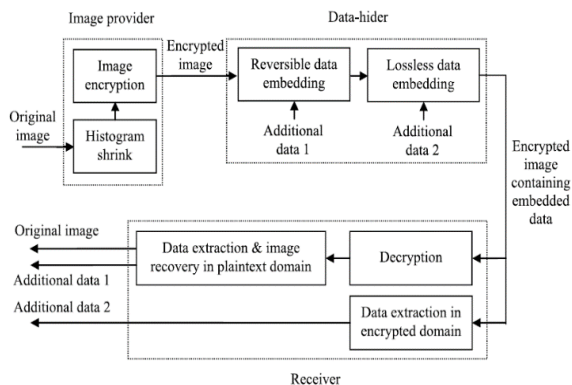 Image provider
Data-hider
Encrypted
image
Image
encryption
Reversible data
embedding
Lossless data
embedding
Original
image
Histogram
shrink
Additional
data 1
Additional
data 2
Encrypted
image
containing
embedded
data
Original image
Additional data 1
Additional data 2
Data extraction & image
recovery in plaintext domain
Decryption
Data extraction in
encrypted domain
Receiver